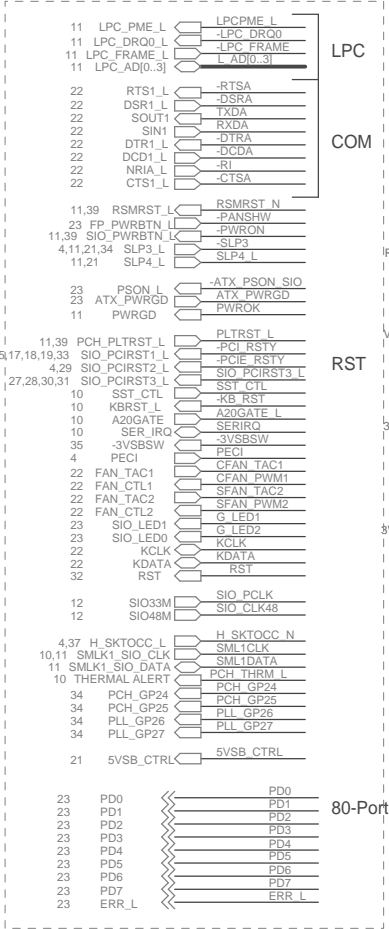 11 LPC_PME_L LPCPME_L
11 LPC_DRQ0_L -LPC_DRQ0
11 LPC_FRAME_L -LPC_FRAME
11 LPC_AD[0..3] L_AD[0..3]
LPC
22 RTS1_L -RTSA
22 DSR1_L -DSRA
22 SOUT1 TXDA
22 SIN1 RXDA
22 DTR1_L -DTRA
22 DCD1_L -DCDA
22 NRIA_L -RI
22 CTS1_L -CTSA
COM
11,39 RSMRST_L RSMRST_N
23 FP_PWRBTN_L -PANSHW
11,39 SIO_PWRBTN_L -PWRON
4,11,21,34 SLP3_L -SLP3
11,21 SLP4_L SLP4_L
23 PSON_L -ATX_PSON_SIO
23 ATX_PWRGD ATX_PWRGD
11 PWRGD PWROK
11,39 PCH_PLTRST_L PLTRST_L
5,17,18,19,33 SIO_PCIRST1_L -PCI_RSTY
4,29 SIO_PCIRST2_L -PCIE_RSTY
27,28,30,31 SIO_PCIRST3_L SIO_PCIRST3_L
RST
10 SST_CTL SST_CTL
10 KBRST_L -KB_RST
10 A20GATE A20GATE_L
10 SER_IRQ SERIRQ
35 -3VSBSW -3VSBSW
4 PECI PECI
22 FAN_TAC1 CFAN_TAC1
22 FAN_CTL1 CFAN_PWM1
22 FAN_TAC2 SFAN_TAC2
22 FAN_CTL2 SFAN_PWM2
23 SIO_LED1 G_LED1
23 SIO_LED0 G_LED2
22 KCLK KCLK
22 KDATA KDATA
32 RST RST
12 SIO33M SIO_PCLK
12 SIO48M SIO_CLK48
4,37 H_SKTOCC_L H_SKTOCC_N
10,11 SMLK1_SIO_CLK SML1CLK
11 SMLK1_SIO_DATA SML1DATA
10 THERMAL ALERT PCH_THRM_L
34 PCH_GP24 PCH_GP24
34 PCH_GP25 PCH_GP25
34 PLL_GP26 PLL_GP26
34 PLL_GP27 PLL_GP27
21 5VSB_CTRL 5VSB_CTRL
23 PD0 PD0
23 PD1 PD1
23 PD2 PD2
23 PD3 PD3
23 PD4 PD4
23 PD5 PD5
23 PD6 PD6
23 PD7 PD7
23 ERR_L ERR_L
80-Port